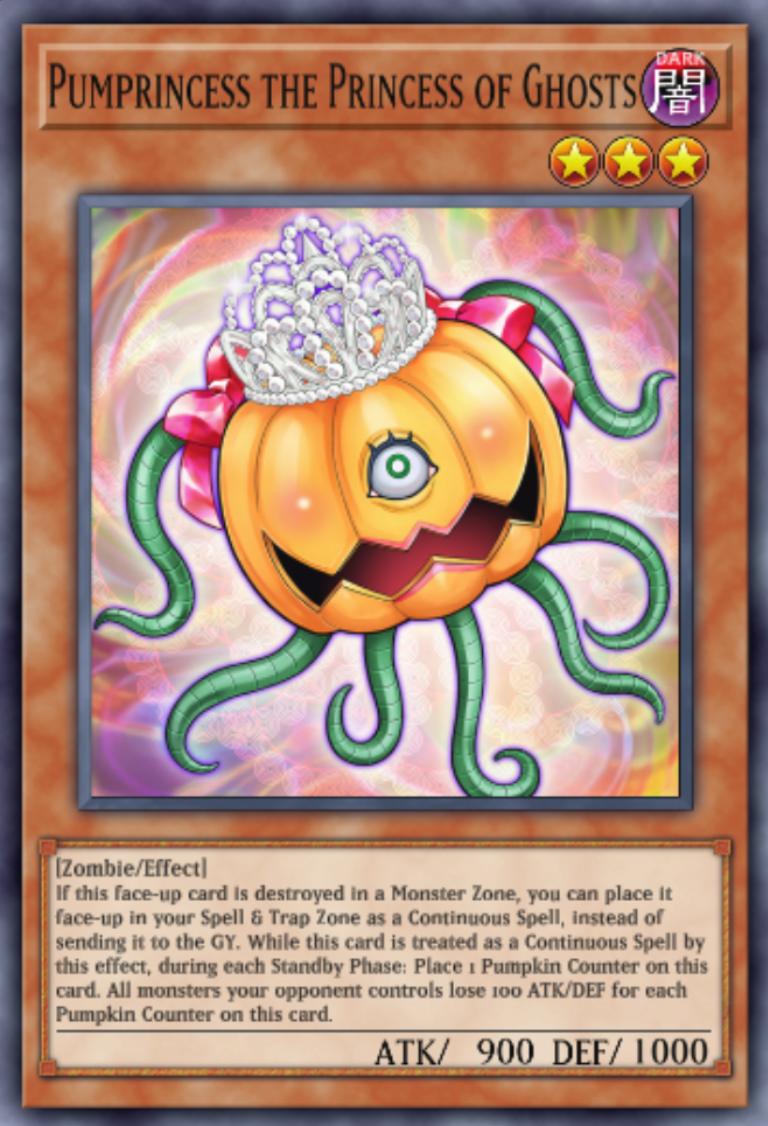 PUMPRINCESS THE PRINCESS OF GHOSTS
DARK
闇
[Zombie/Effect]
If this face-up card is destroyed in a Monster Zone, you can place it
face-up in your Spell & Trap Zone as a Continuous Spell, instead of
sending it to the GY. While this card is treated as a Continuous Spell by
this effect, during each Standby Phase: Place 1 Pumpkin Counter on this
card. All monsters your opponent controls lose 100 ATK/DEF for each
Pumpkin Counter on this card.
ATK/ 900 DEF/ 1000